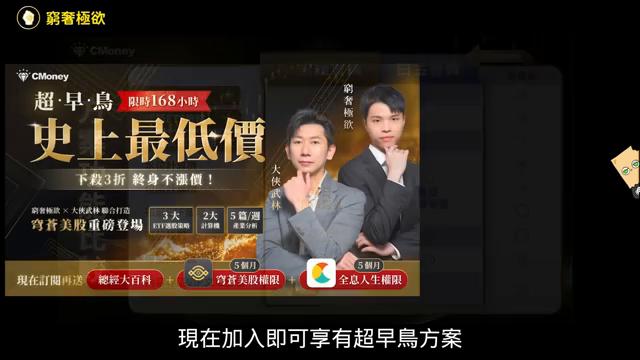 窮奢極欲
CMoney
CMoney
超·早·鳥 限時168小時
史上最低價
下殺3折 終身不漲價!
窮奢極欲 × 大俠武林 聯合打造
穹蒼美股重磅登場
3大
ETF選股策略
2大
計算機
5篇/週
產業分析
窮奢極欲
大俠武林
現在訂閱再送 總經大百科 + 5個月 穹蒼美股權限 + 5個月 全息人生權限
現在加入即可享有超早鳥方案